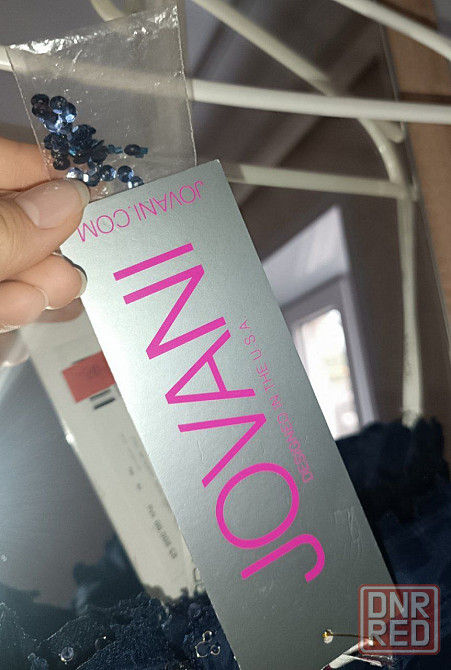 JOVANI.COM
JOVANI
DESIGNED IN THE U S A
DNR
RED